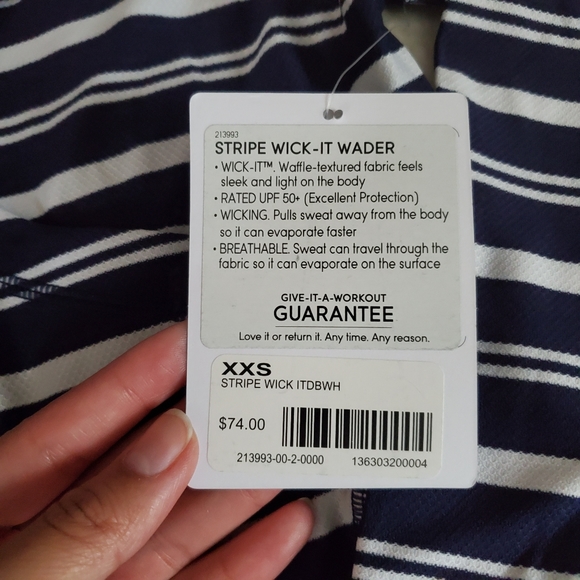 213993
STRIPE WICK-IT WADER
• WICK-IT™. Waffle-textured fabric feels
sleek and light on the body
• RATED UPF 50+ (Excellent Protection)
• WICKING. Pulls sweat away from the body
so it can evaporate faster
• BREATHABLE. Sweat can travel through the
fabric so it can evaporate on the surface
GIVE-IT-A-WORKOUT
GUARANTEE
Love it or return it. Any time. Any reason.
XXS
STRIPE WICK ITDBWH
$74.00
213993-00-2-0000 136303200004